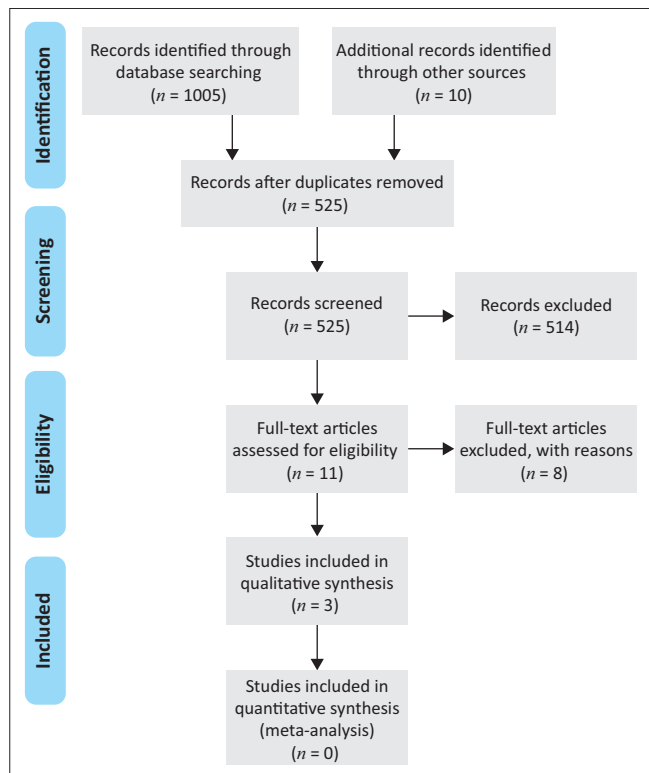 Identification
Records identified through
database searching
(n = 1005)
Additional records identified
through other sources
(n = 10)
Records after duplicates removed
(n = 525)
Screening
Records screened
(n = 525)
Records excluded
(n = 514)
Eligibility
Full-text articles
assessed for eligibility
(n = 11)
Full-text articles
excluded, with reasons
(n = 8)
Included
Studies included in
qualitative synthesis
(n = 3)
Studies included in
quantitative synthesis
(meta-analysis)
(n = 0)